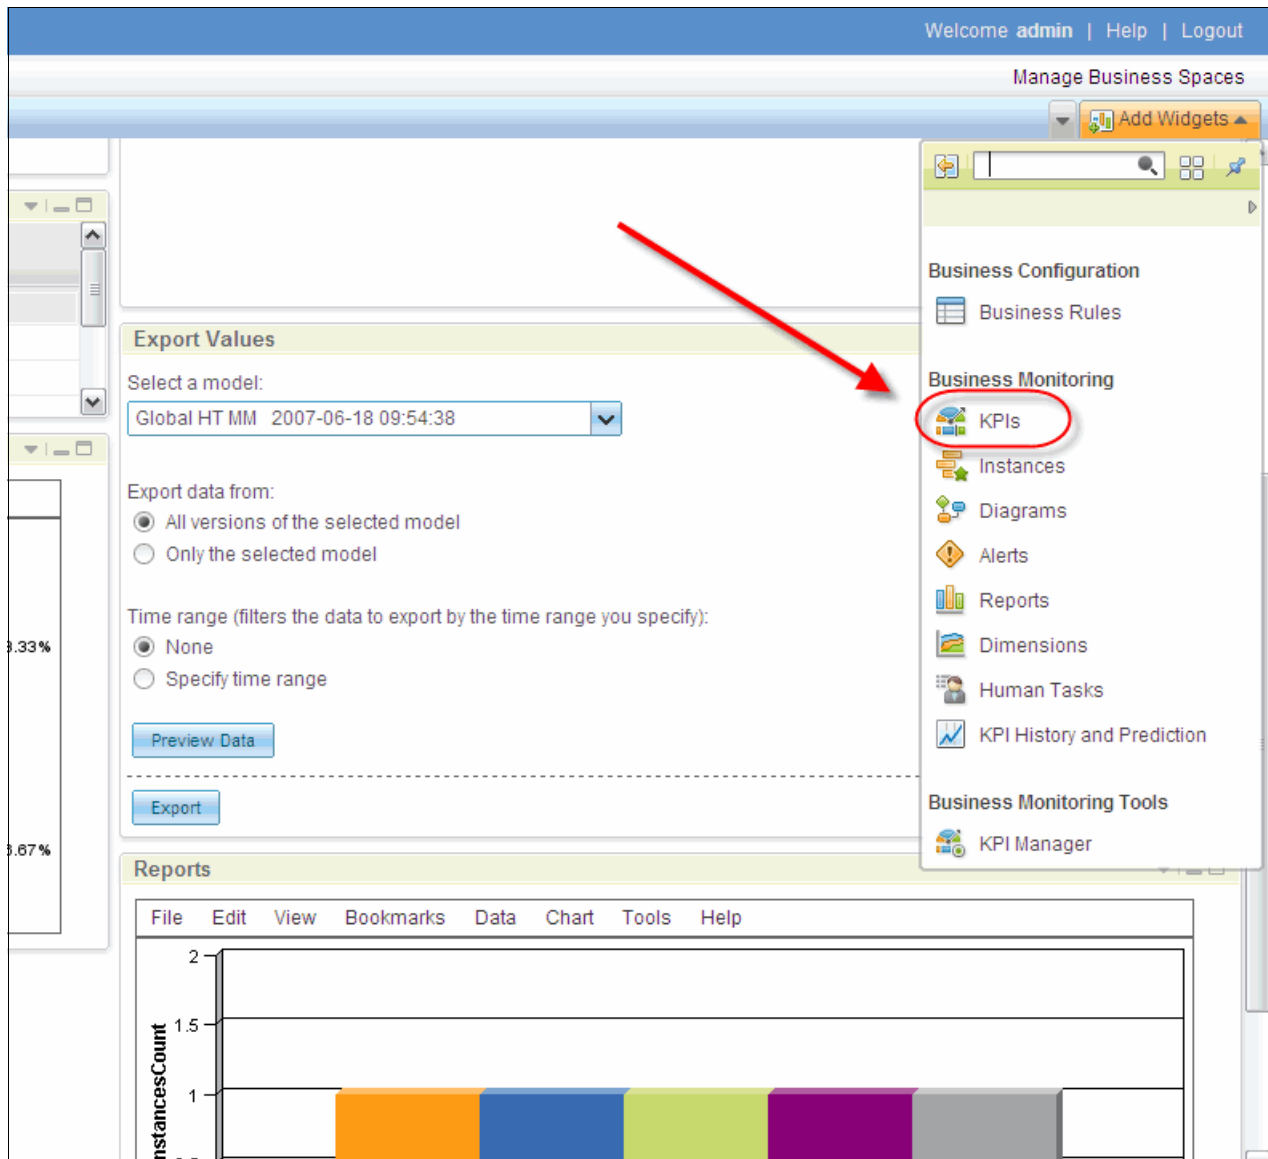 Welcome admin | Help | Logout
Manage Business Spaces
Add Widgets
Business Configuration
Business Rules
Business Monitoring
KPIs
Instances
Diagrams
Alerts
Reports
Dimensions
Human Tasks
KPI History and Prediction
Business Monitoring Tools
KPI Manager
Export Values
Select a model:
Global HT MM 2007-06-18 09:54:38
Export data from:
All versions of the selected model
Only the selected model
Time range (filters the data to export by the time range you specify):
None
Specify time range
Preview Data
Export
3.33%
3.67%
Reports
File Edit View Bookmarks Data Chart Tools Help
2
1.5
1
nstancesCount